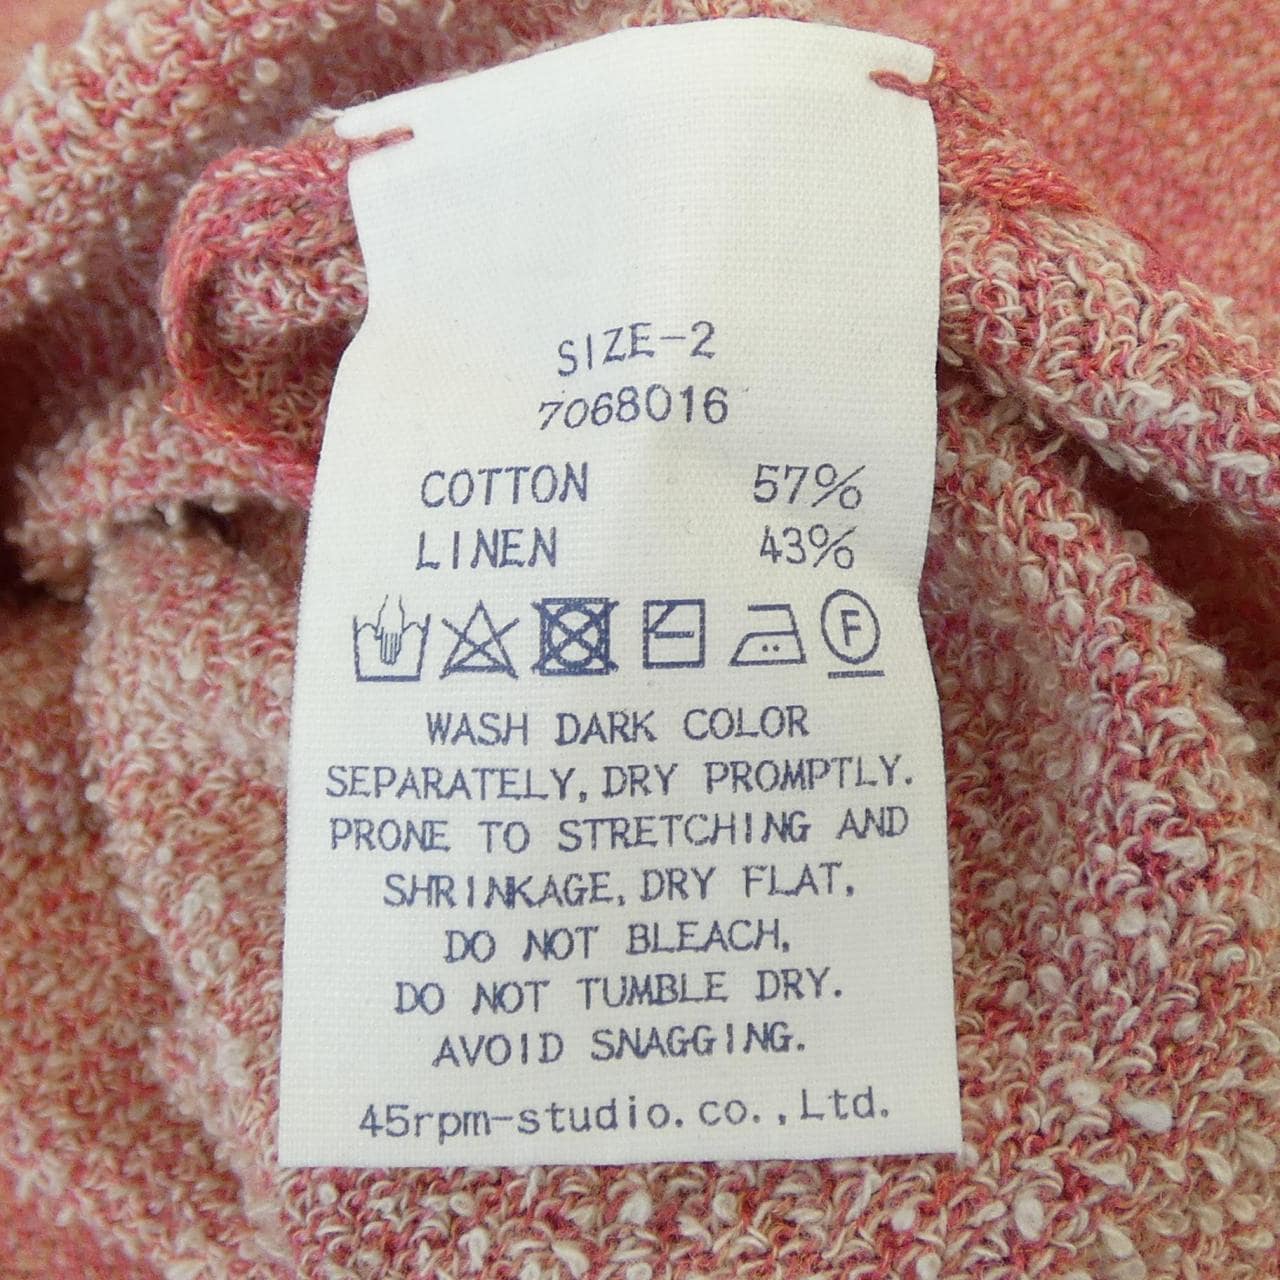 SIZE-2
7068016
COTTON 57%
LINEN 43%
F
WASH DARK COLOR
SEPARATELY, DRY PROMPTLY.
PRONE TO STRETCHING AND
SHRINKAGE, DRY FLAT,
DO NOT BLEACH,
DO NOT TUMBLE DRY.
AVOID SNAGGING.
45rpm-studio.co.,Ltd.